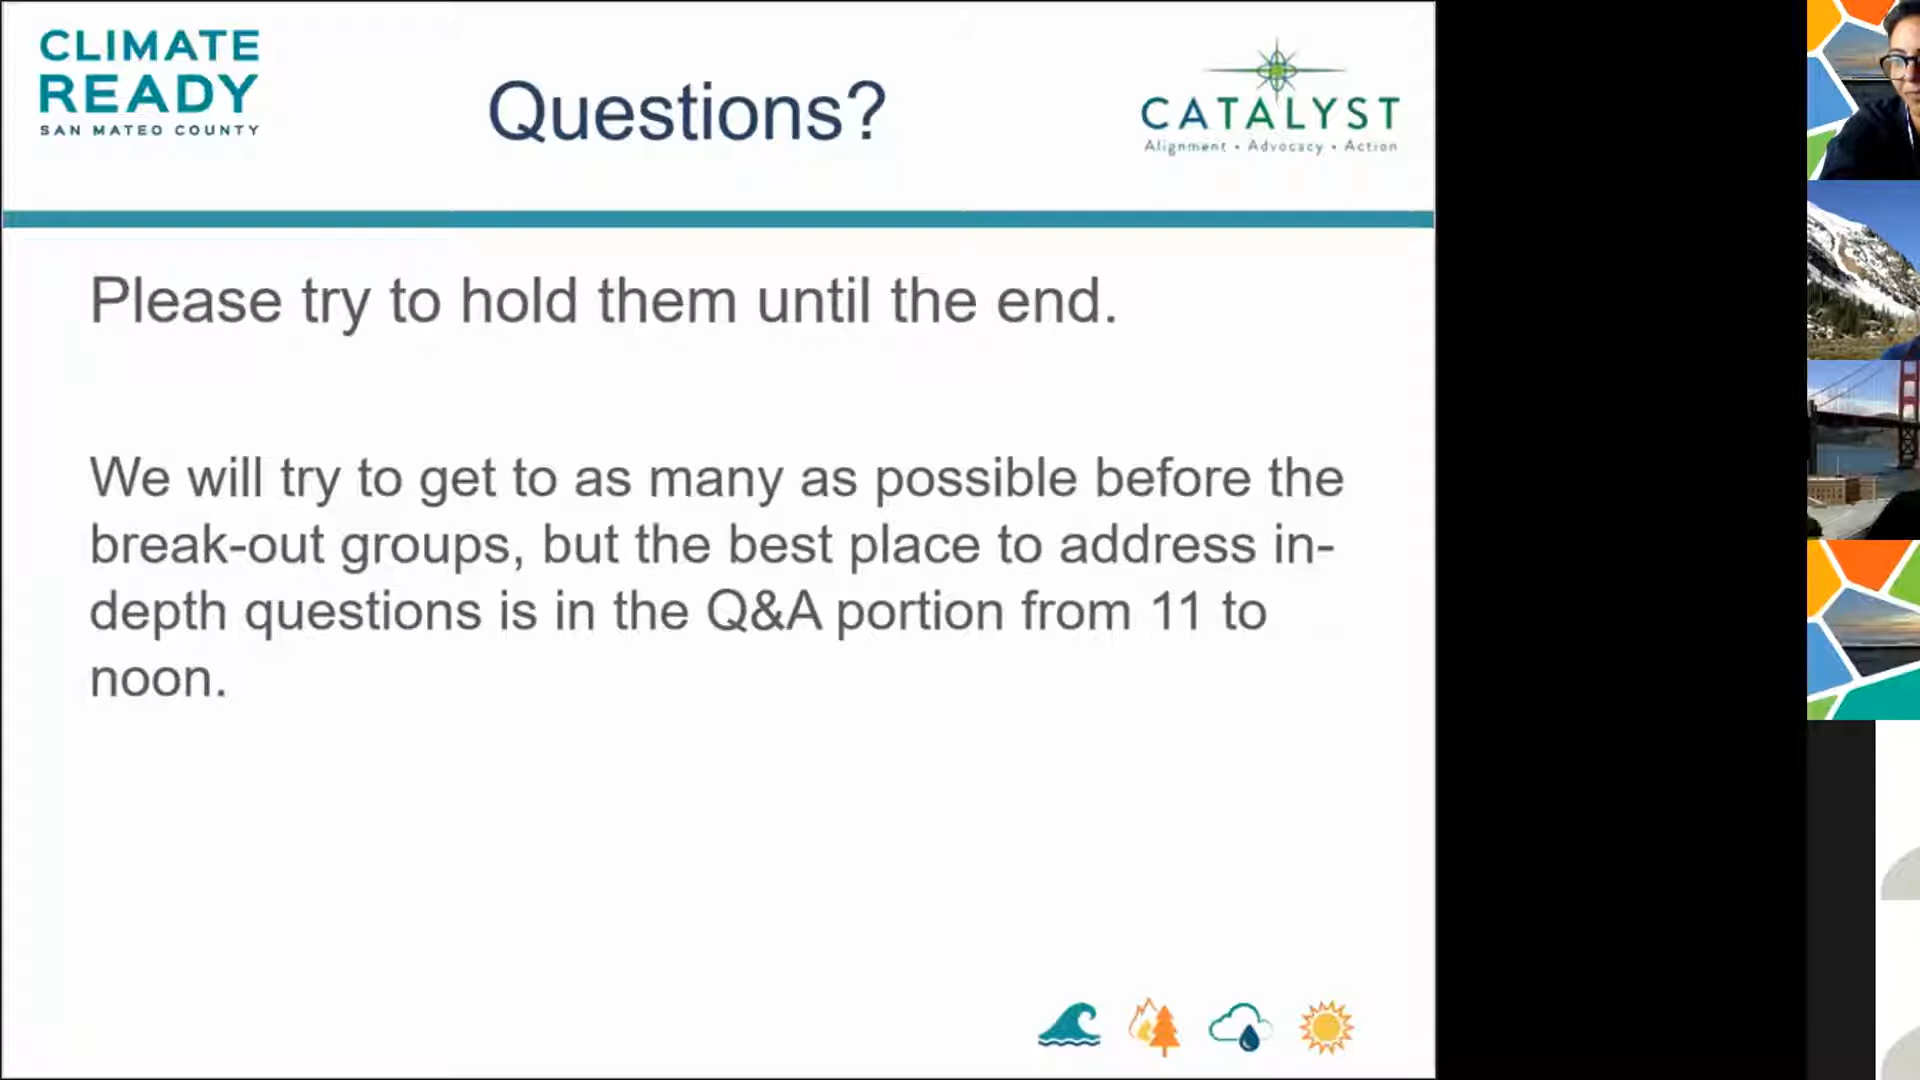 CLIMATE
READY
SAN MATEO COUNTY
Questions?
CATALYST
Alignment • Advocacy • Action
Please try to hold them until the end.
We will try to get to as many as possible before the
break-out groups, but the best place to address in-
depth questions is in the Q&A portion from 11 to
noon.